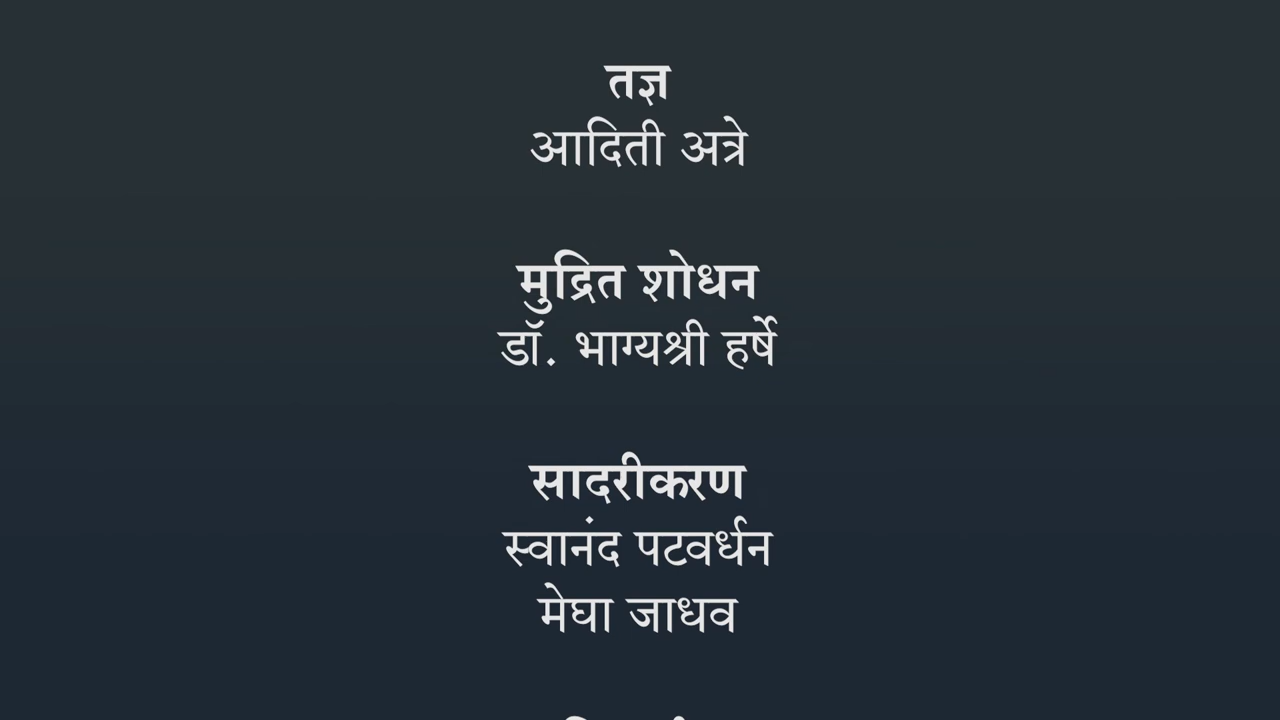 तज्ञ
आदिती अत्रे
मुद्रित शोधन
डॉ. भाग्यश्री हर्षे
सादरीकरण
स्वानंद पटवर्धन
मेघा जाधव